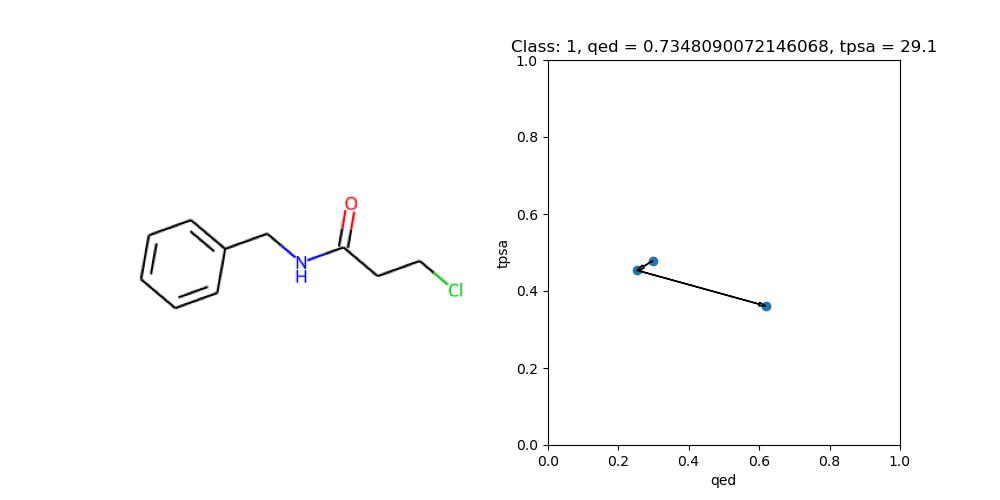 Class: 1, qed = 0.7348090072146068, tpsa = 29.1
1.0
0.8
0.6
0.4
0.2
0.0
tpsa
0.0 0.2 0.4 0.6 0.8 1.0
qed
O
N
H
Cl